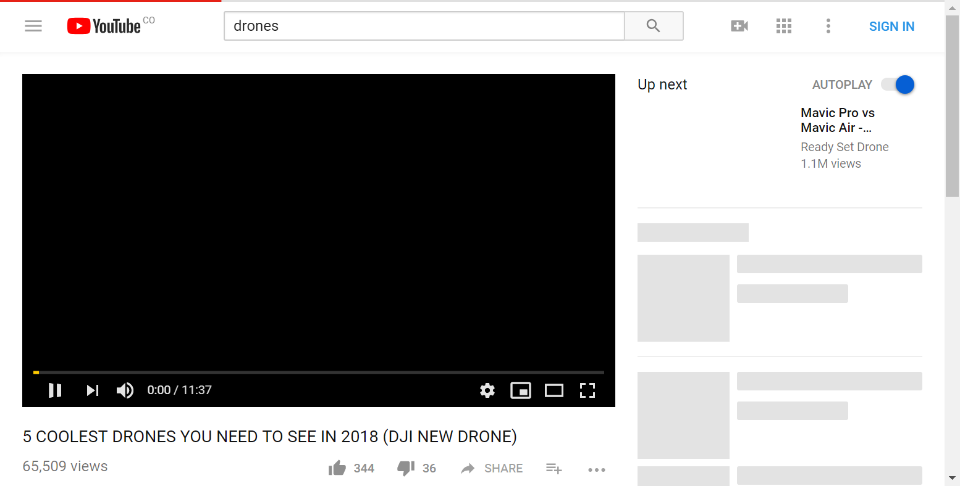 YouTube CO
drones
SIGN IN
Up next
AUTOPLAY
Mavic Pro vs
Mavic Air -...
Ready Set Drone
1.1M views
0:00 / 11:37
5 COOLEST DRONES YOU NEED TO SEE IN 2018 (DJI NEW DRONE)
65,509 views
344
36
SHARE